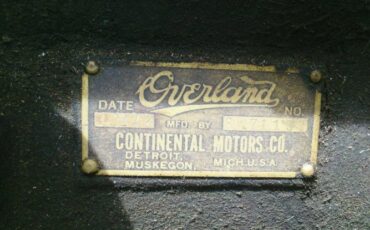 Overland
DATE NO.
MFD. BY
CONTINENTAL MOTORS CO.
DETROIT,
MUSKEGON, MICH.U.S.A.